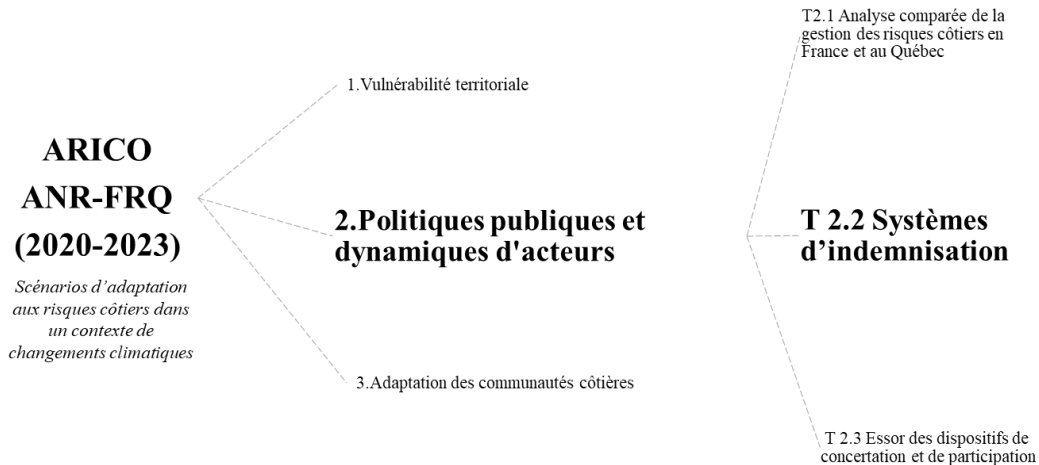 ARICO
ANR-FRQ
(2020-2023)
Scénarios d’adaptation
aux risques côtiers dans
un contexte de
changements climatiques
1.Vulnérabilité territoriale
2.Politiques publiques et
dynamiques d'acteurs
3.Adaptation des communautés côtières
T2.1 Analyse comparée de la
gestion des risques côtiers en
France et au Québec
T 2.2 Systèmes
d’indemnisation
T 2.3 Essor des dispositifs de
concertation et de participation